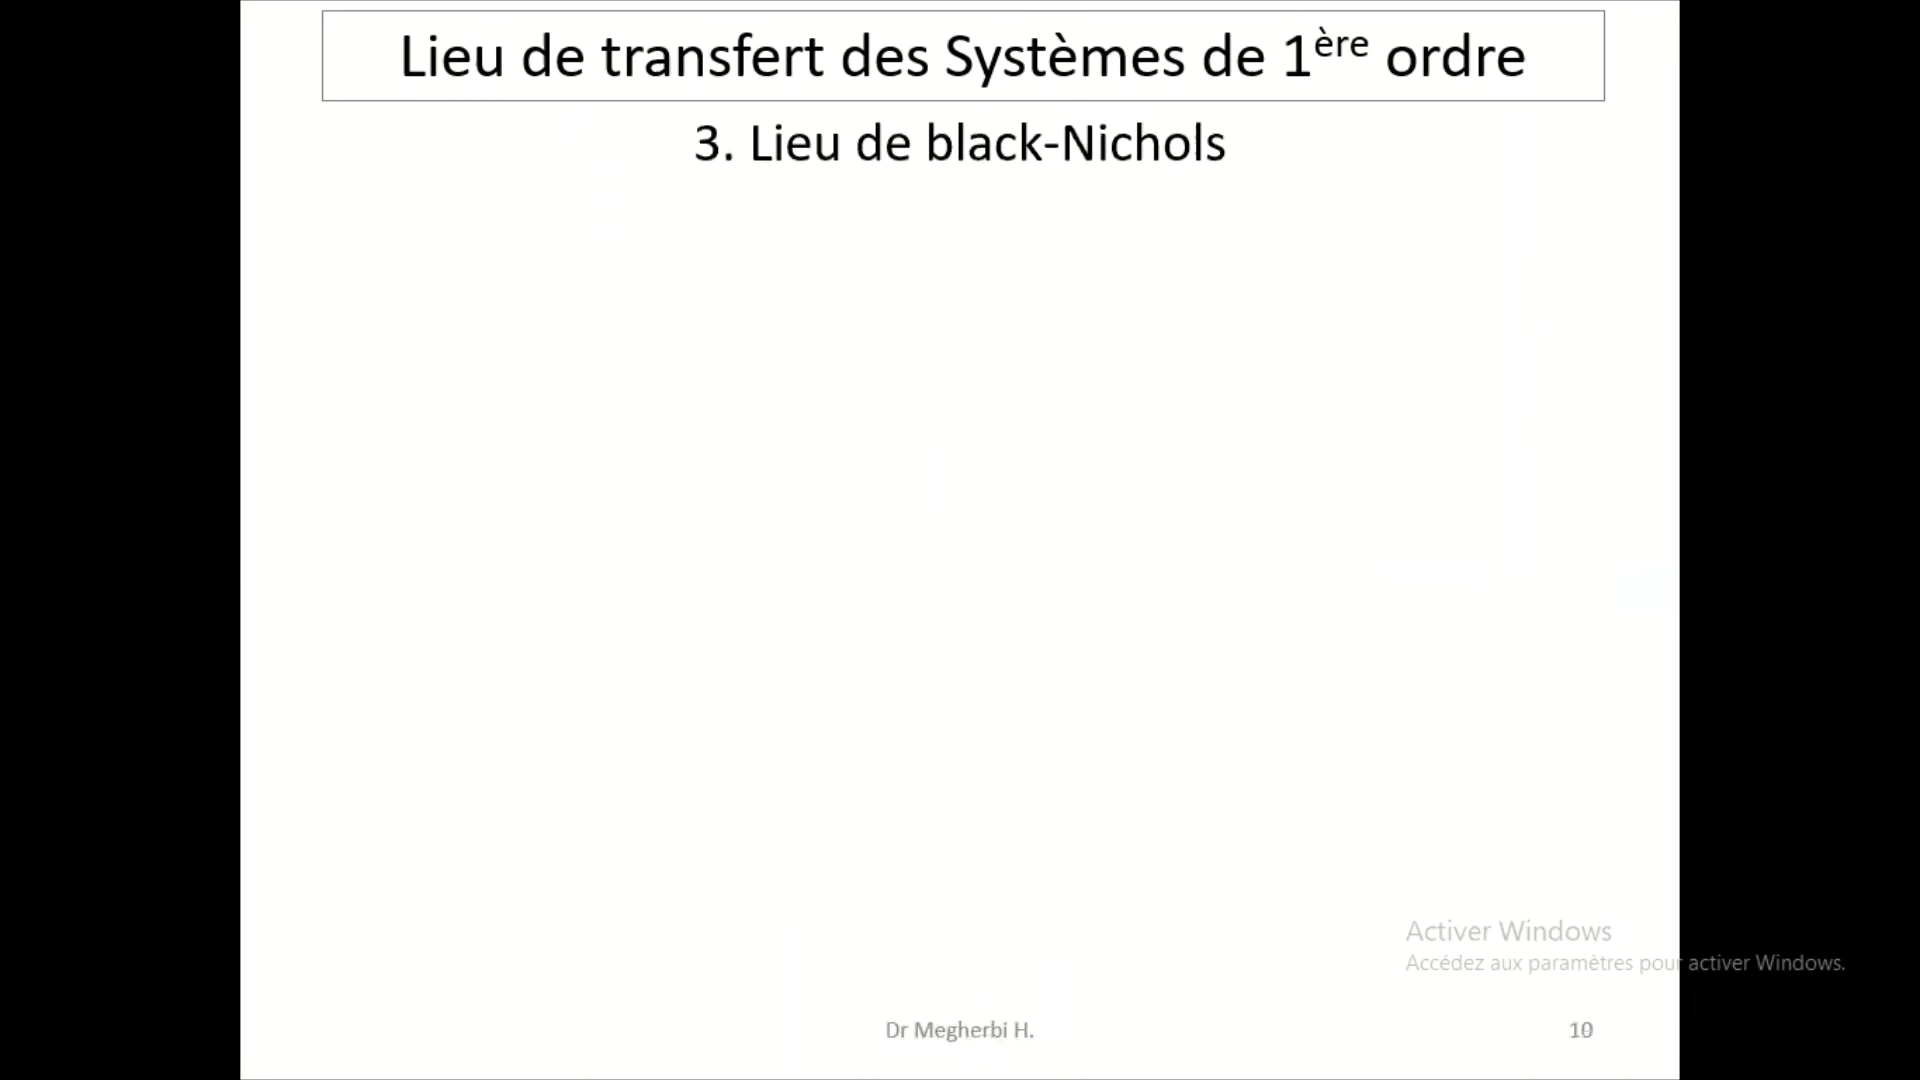 Lieu de transfert des Systèmes de 1ère ordre
3. Lieu de black-Nichols
Activer Windows
Accédez aux paramètres pour activer Windows.
Dr Megherbi H.
10